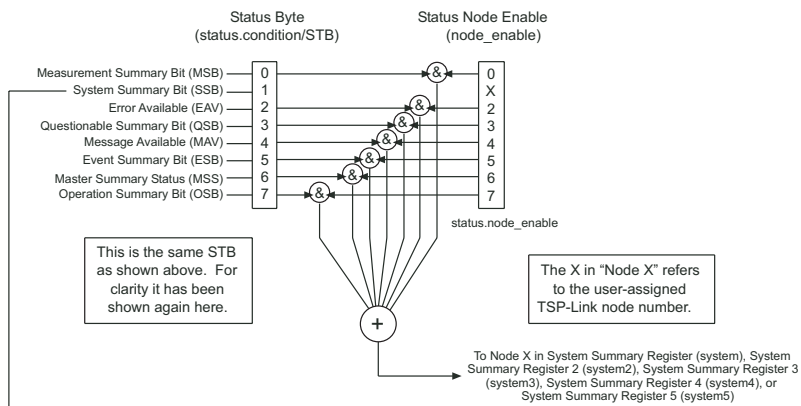 Status Byte
(status.condition/STB)
Status Node Enable
(node_enable)
Measurement Summary Bit (MSB)
System Summary Bit (SSB)
Error Available (EAV)
Questionable Summary Bit (QSB)
Message Available (MAV)
Event Summary Bit (ESB)
Master Summary Status (MSS)
Operation Summary Bit (OSB)
0
1
2
3
4
5
6
7
&
&
&
&
&
&
&
0
X
2
3
4
5
6
7
status.node_enable
This is the same STB
as shown above. For
clarity it has been
shown again here.
The X in “Node X” refers
to the user-assigned
TSP-Link node number.
+
To Node X in System Summary Register (system), System
Summary Register 2 (system2), System Summary Register 3
(system3), System Summary Register 4 (system4), or
System Summary Register 5 (system5)